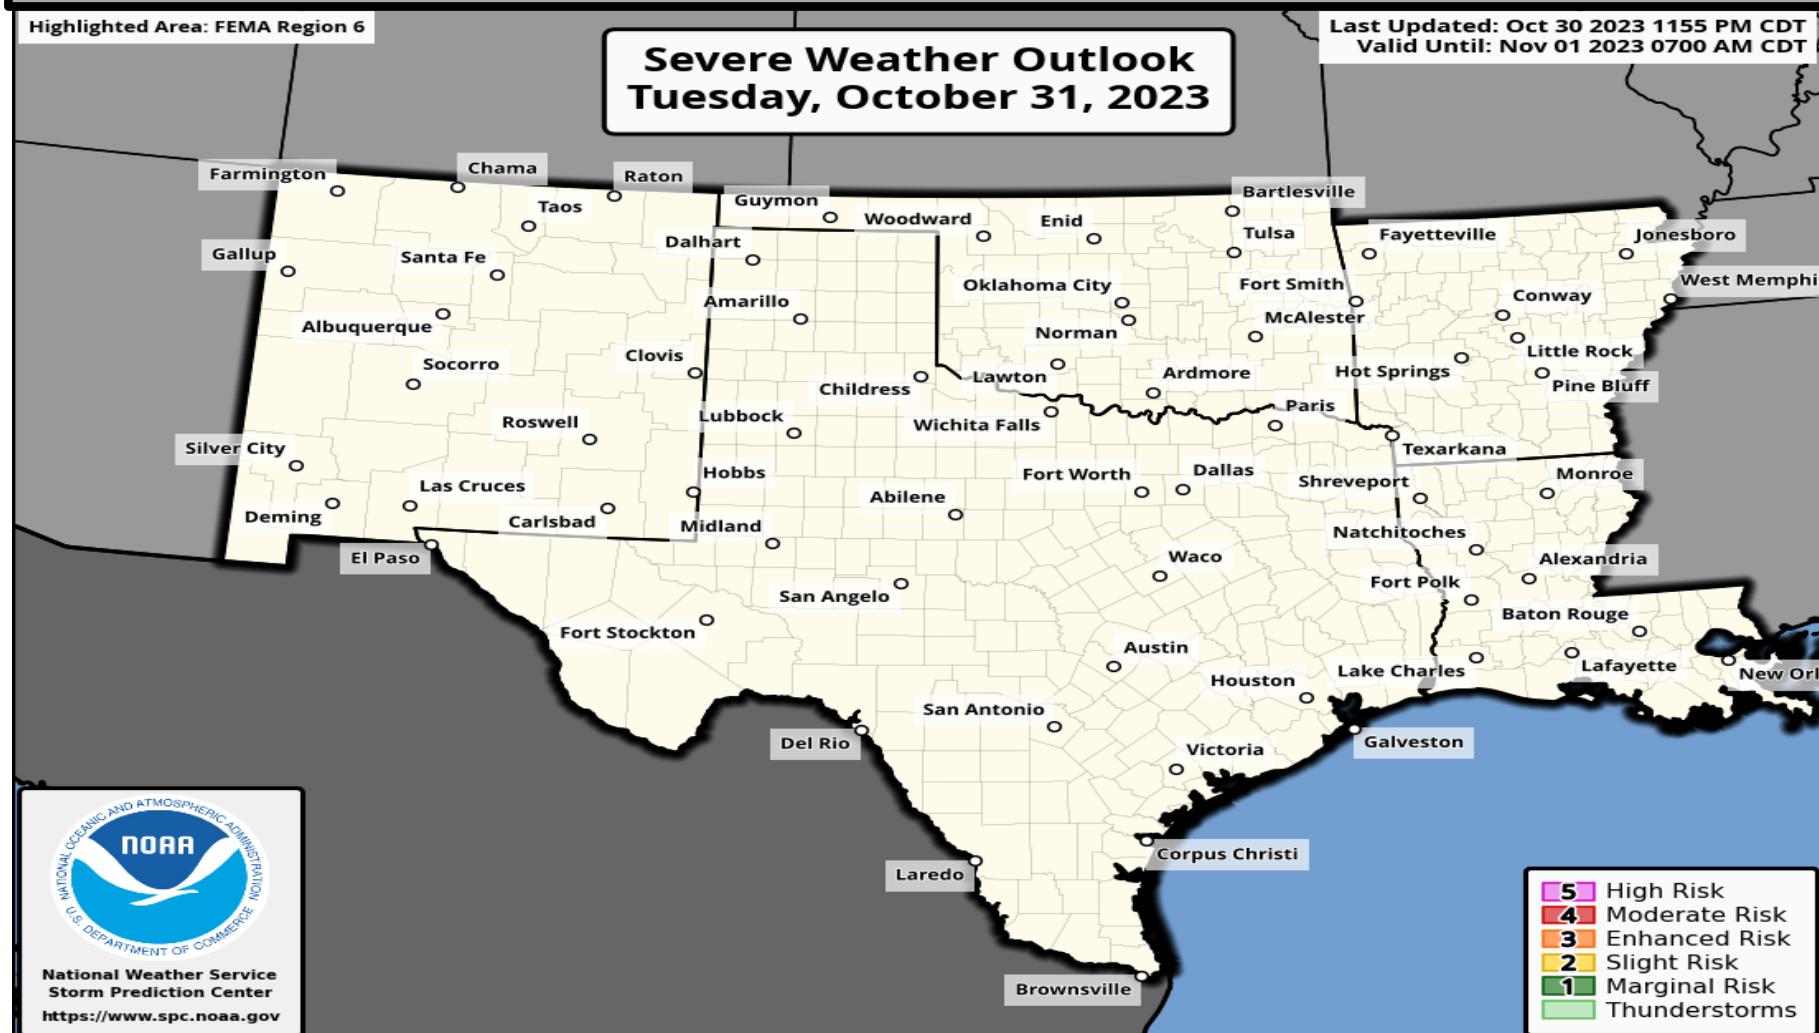 Highlighted Area: FEMA Region 6
Severe Weather Outlook
Tuesday, October 31, 2023
Last Updated: Oct 30 2023 1155 PM CDT
Valid Until: Nov 01 2023 0700 AM CDT
Farmington
Chama
Raton
Taos
Guymon
Woodward
Enid
Bartlesville
Gallup
Santa Fe
Dalhart
Tulsa
Fayetteville
Jonesboro
Albuquerque
Amarillo
Oklahoma City
Fort Smith
Conway
West Memphi
Norman
McAlester
Little Rock
Socorro
Clovis
Childress
Lawton
Ardmore
Hot Springs
Pine Bluff
Silver City
Roswell
Lubbock
Wichita Falls
Paris
Texarkana
Las Cruces
Hobbs
Abilene
Fort Worth
Dallas
Shreveport
Monroe
Deming
Carlsbad
Midland
Natchitoches
El Paso
San Angelo
Waco
Fort Polk
Alexandria
Fort Stockton
Austin
Baton Rouge
Houston
Lake Charles
Lafayette
New Orl
San Antonio
Del Rio
Victoria
Galveston
Laredo
Corpus Christi
Brownsville
NATIONAL OCEANIC AND ATMOSPHERIC ADMINISTRATION
NOAA
U.S. DEPARTMENT OF COMMERCE
National Weather Service
Storm Prediction Center
https://www.spc.noaa.gov
5 High Risk
4 Moderate Risk
3 Enhanced Risk
2 Slight Risk
1 Marginal Risk
Thunderstorms